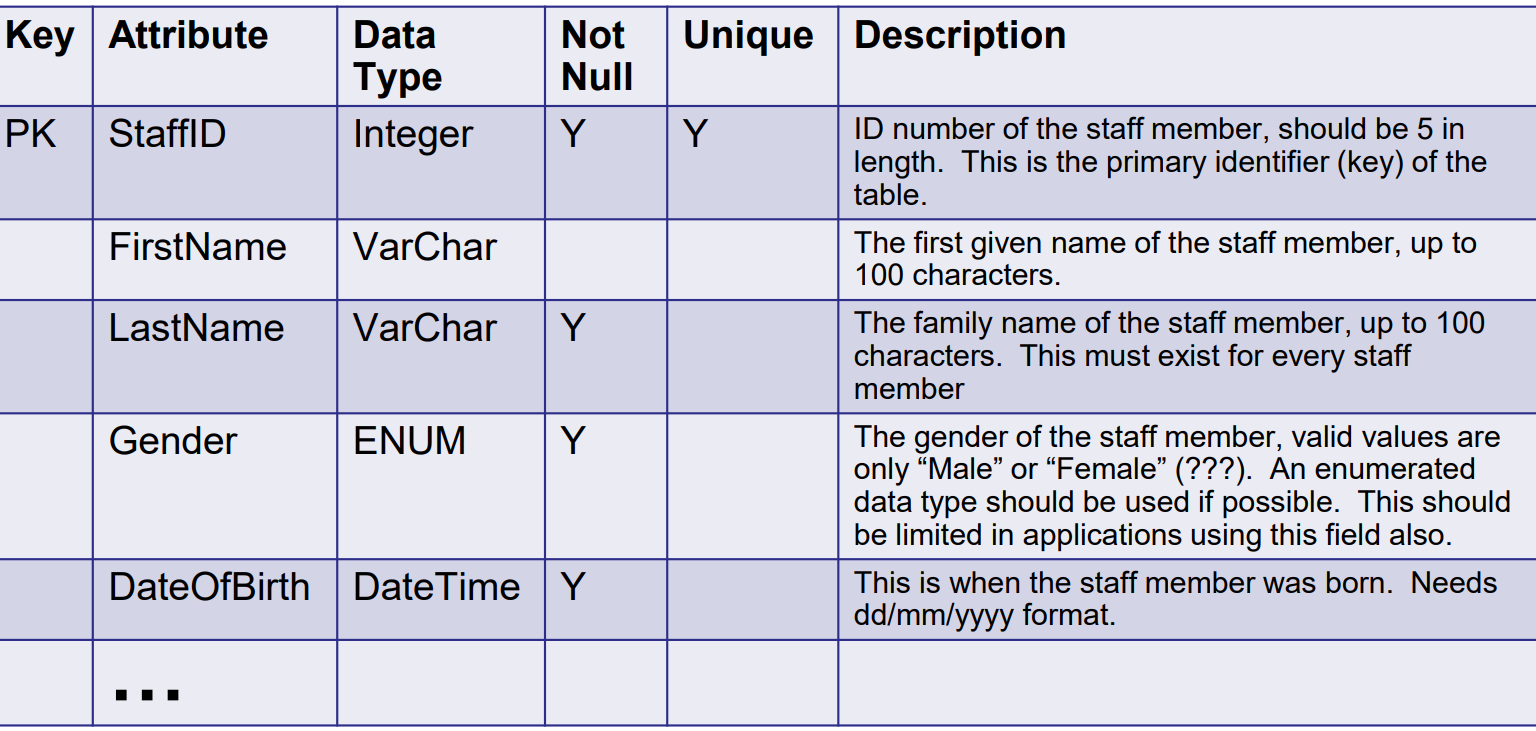 Key Attribute Data Type Not Null Unique Description
PK StaffID Integer Y Y ID number of the staff member, should be 5 in
length.  This is the primary identifier (key) of the
table.
FirstName VarChar The first given name of the staff member, up to
100 characters.
LastName VarChar Y The family name of the staff member, up to 100
characters.  This must exist for every staff
member
Gender ENUM Y The gender of the staff member, valid values are
only “Male” or “Female” (???).  An enumerated
data type should be used if possible.  This should
be limited in applications using this field also.
DateOfBirth DateTime Y This is when the staff member was born.  Needs
dd/mm/yyyy format.
...